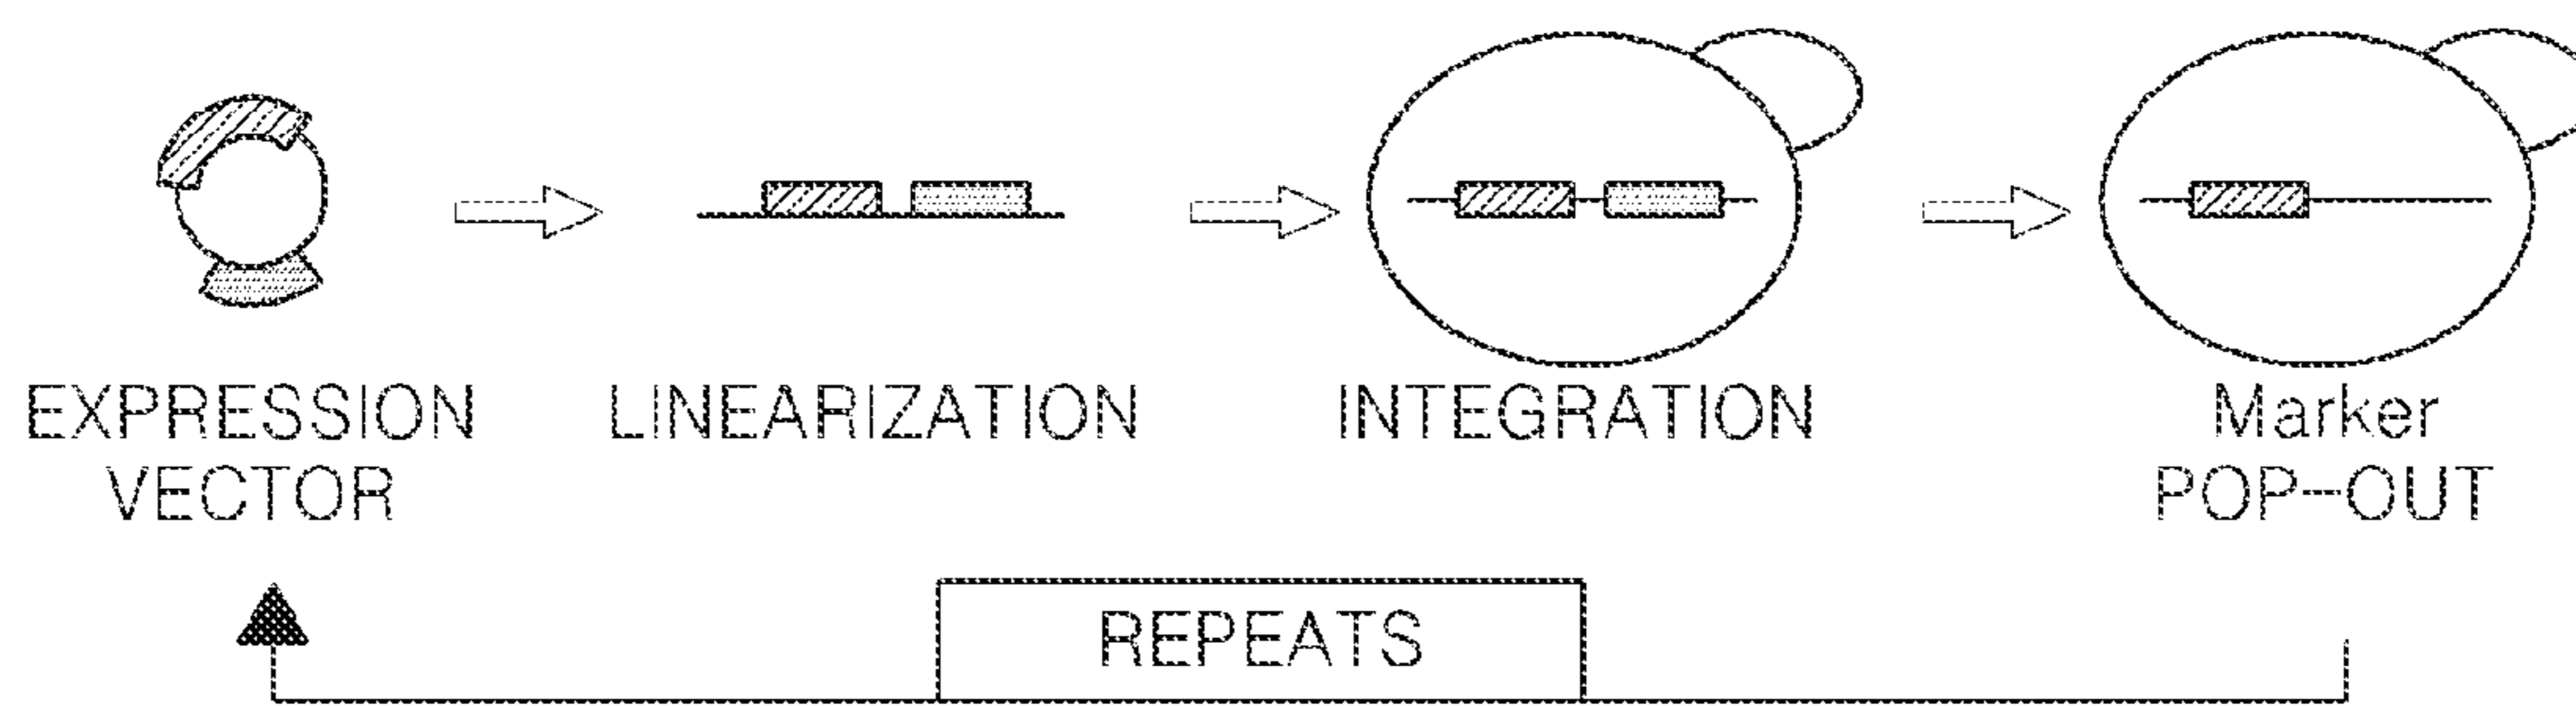 EXPRESSION
VECTOR
LINEARIZATION
INTEGRATION
Marker
POP-OUT
REPEATS